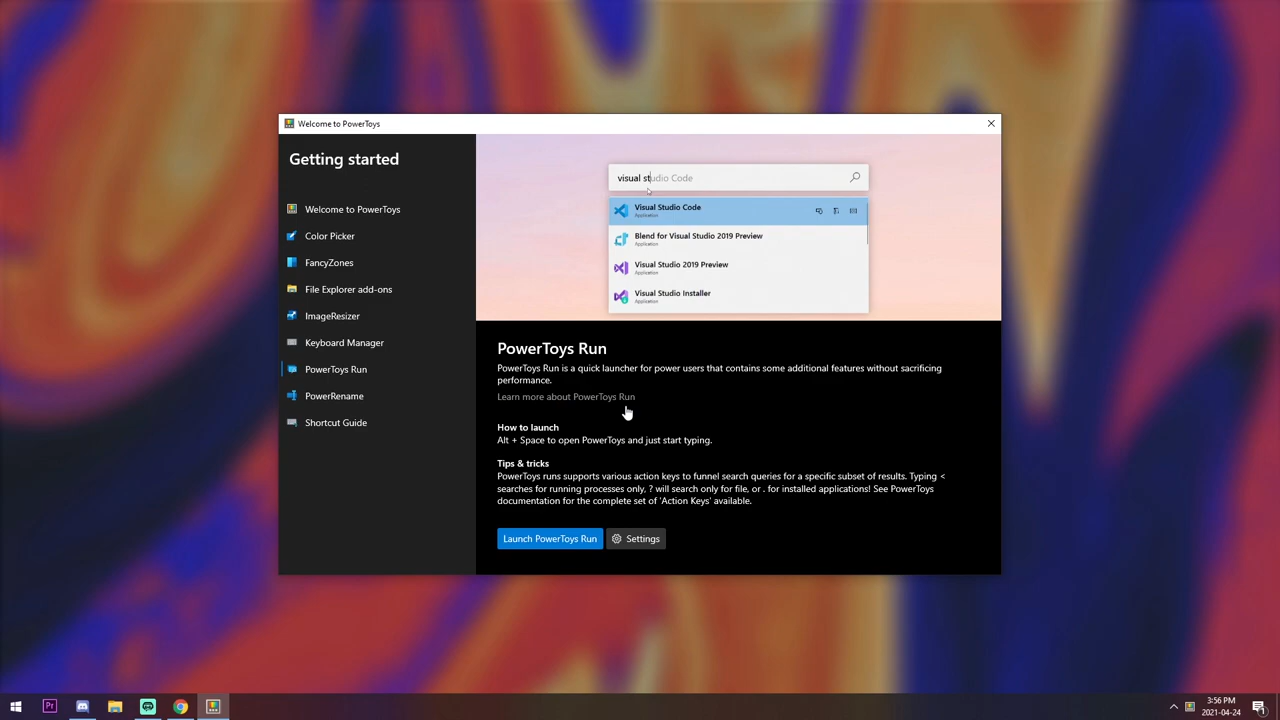 Welcome to PowerToys
Getting started
Welcome to PowerToys
Color Picker
FancyZones
File Explorer add-ons
ImageResizer
Keyboard Manager
PowerToys Run
PowerRename
Shortcut Guide
visual studio Code
Visual Studio Code
Application
Blend for Visual Studio 2019 Preview
Application
Visual Studio 2019 Preview
Application
Visual Studio Installer
Application
PowerToys Run
PowerToys Run is a quick launcher for power users that contains some additional features without sacrificing
performance.
Learn more about PowerToys Run
How to launch
Alt + Space to open PowerToys and just start typing.
Tips & tricks
PowerToys runs supports various action keys to funnel search queries for a specific subset of results. Typing <
searches for running processes only, ? will search only for file, or . for installed applications! See PowerToys
documentation for the complete set of 'Action Keys' available.
Launch PowerToys Run
Settings
Pr
3:56 PM
2021-04-24
1